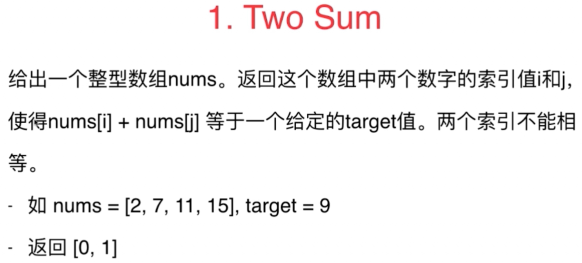 1. Two Sum
给出一个整型数组nums。返回这个数组中两个数字的索引值i和j,
使得nums[i] + nums[j] 等于一个给定的target值。两个索引不能相
等。
- 如 nums = [2, 7, 11, 15], target = 9
- 返回 [0, 1]